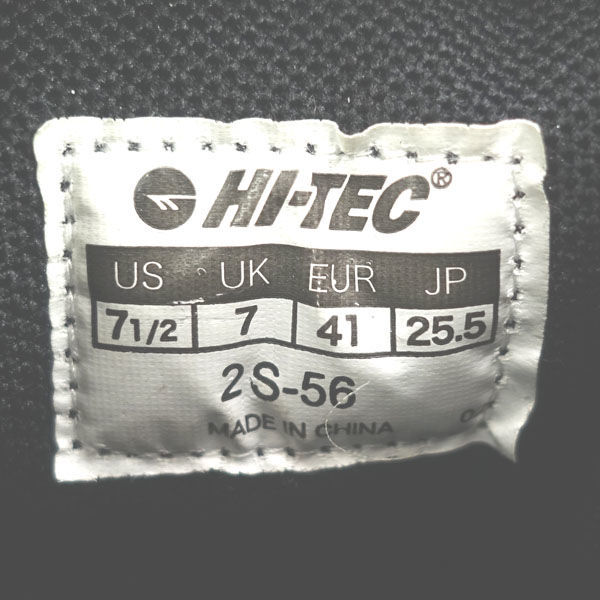 HI-TEC®
US UK EUR JP
7 1/2 7 41 25.5
2S-56
MADE IN CHINA